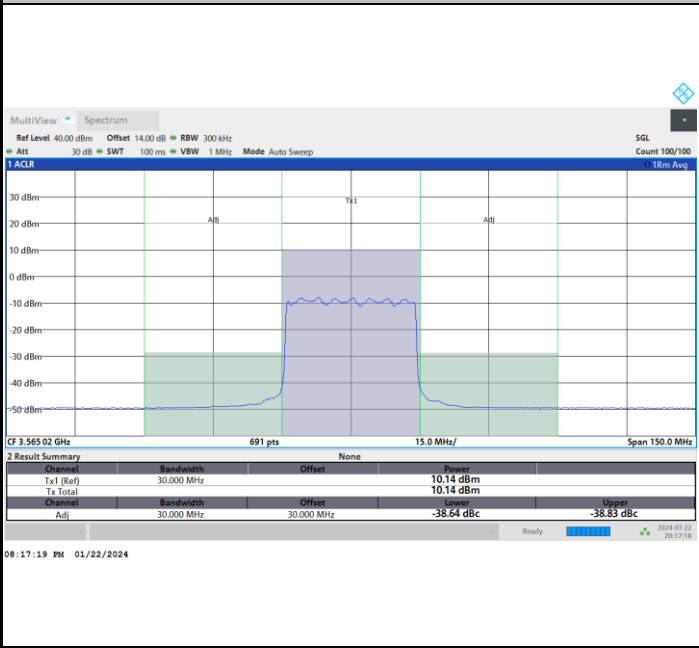 MultiView Spectrum
Ref Level 40.00 dBm Offset 14.00 dB RBW 300 kHz SGL
Att 30 dB SWT 100 ms VBW 1 MHz Mode Auto Sweep Count 100/100
1 ACLR 1Rm Avg
30 dBm
Tx1
20 dBm Adj Adj
10 dBm
0 dBm
-10 dBm
-20 dBm
-30 dBm
-40 dBm
-50 dBm
CF 3.56502 GHz 691 pts 15.0 MHz/ Span 150.0 MHz
2 Result Summary None
Channel Bandwidth Offset Power
Tx1 (Ref) 30.000 MHz 10.14 dBm
Tx Total 10.14 dBm
Channel Bandwidth Offset Lower Upper
Adj 30.000 MHz 30.000 MHz -38.64 dBc -38.83 dBc
Ready 2024-01-22
20:17:18
08:17:19 PM 01/22/2024